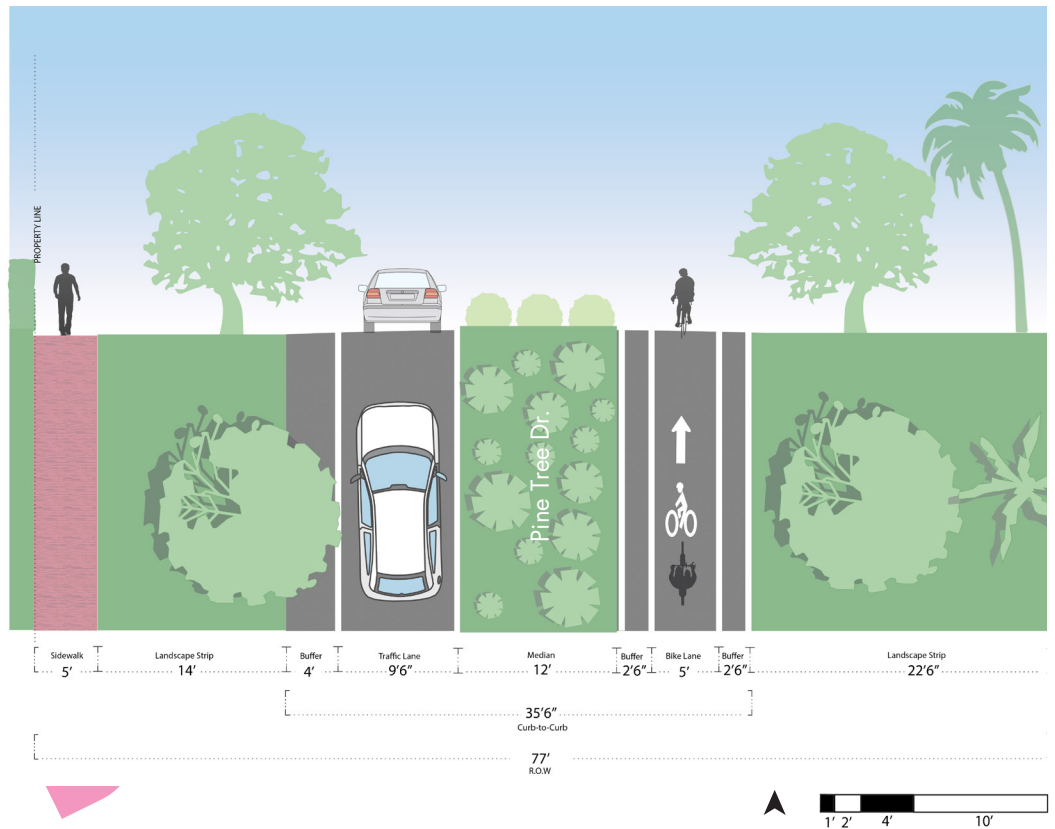 PROPERTY LINE
Pine Tree Dr.
Sidewalk Landscape Strip Buffer Traffic Lane Median Buffer Bike Lane Buffer Landscape Strip
5’ 14’ 4’ 9’6” 12’ 2’6” 5’ 2’6” 22’6”
35’6”
Curb-to-Curb
77’
R.O.W
1’ 2’ 4’ 10’